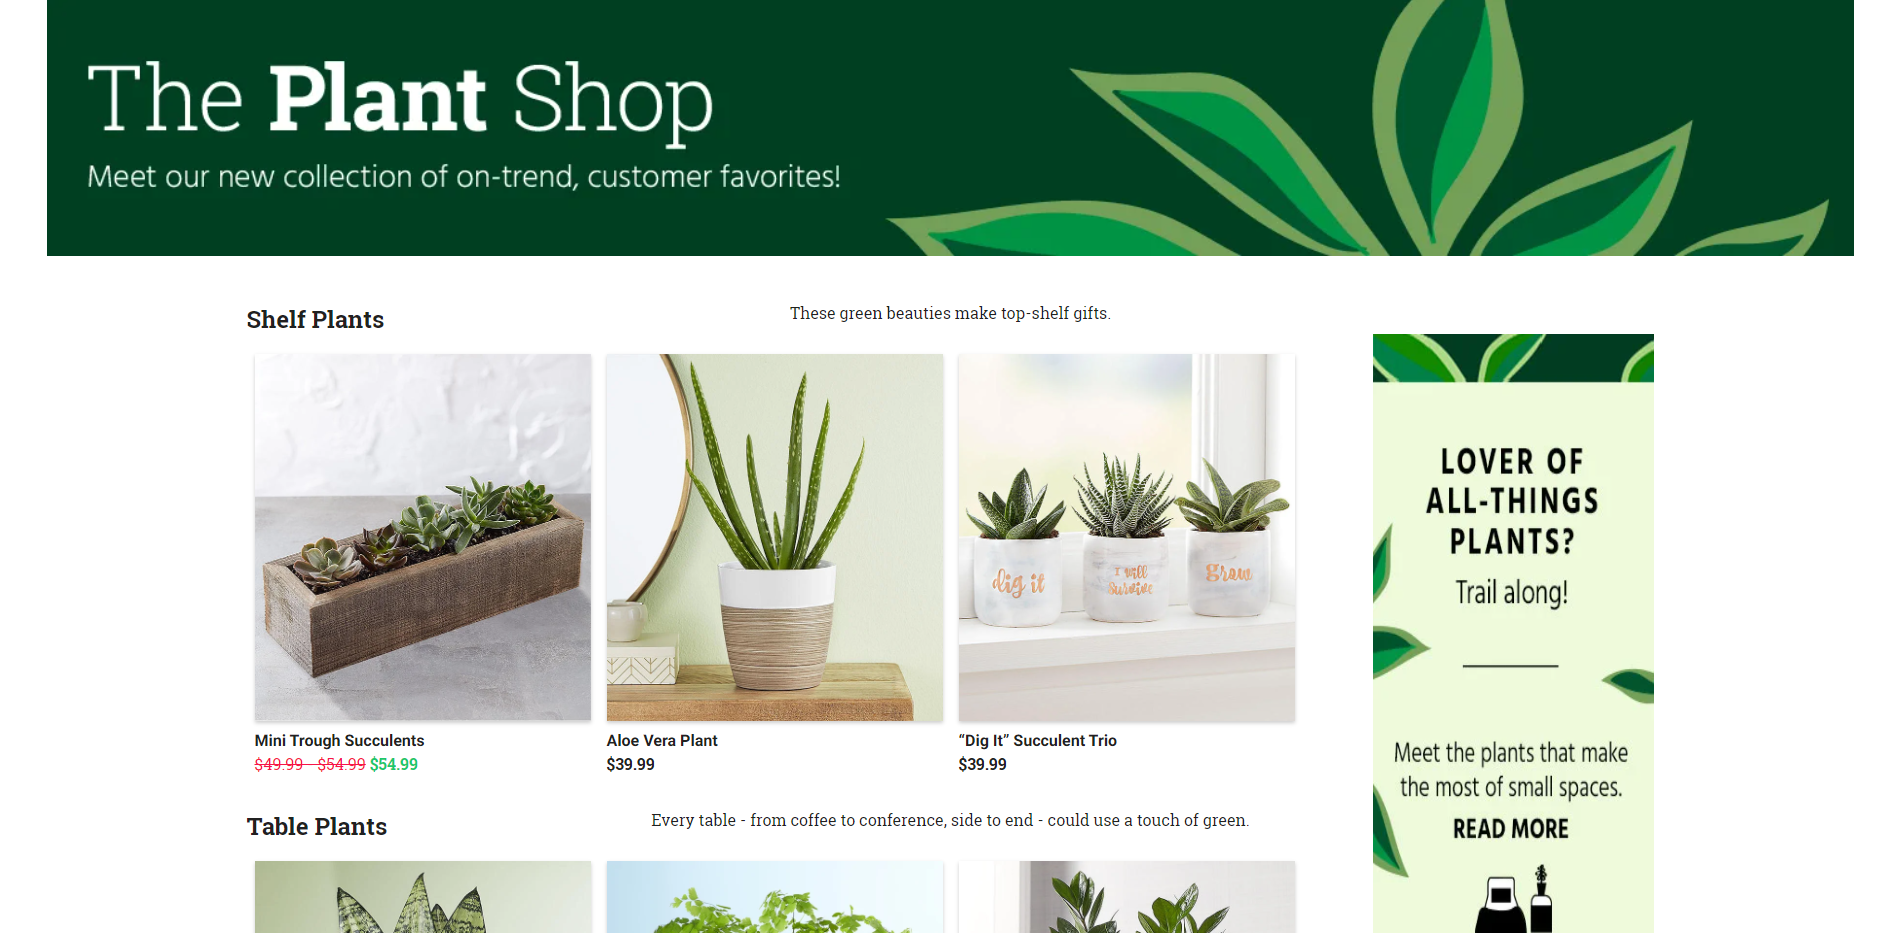 The Plant Shop
Meet our new collection of on-trend, customer favorites!
Shelf Plants
These green beauties make top-shelf gifts.
dig it
I will
survive
grow
Mini Trough Succulents
$49.99 - $54.99 $54.99
Aloe Vera Plant
$39.99
“Dig It” Succulent Trio
$39.99
Table Plants
Every table - from coffee to conference, side to end - could use a touch of green.
LOVER OF
ALL-THINGS
PLANTS?
Trail along!
Meet the plants that make
the most of small spaces.
READ MORE